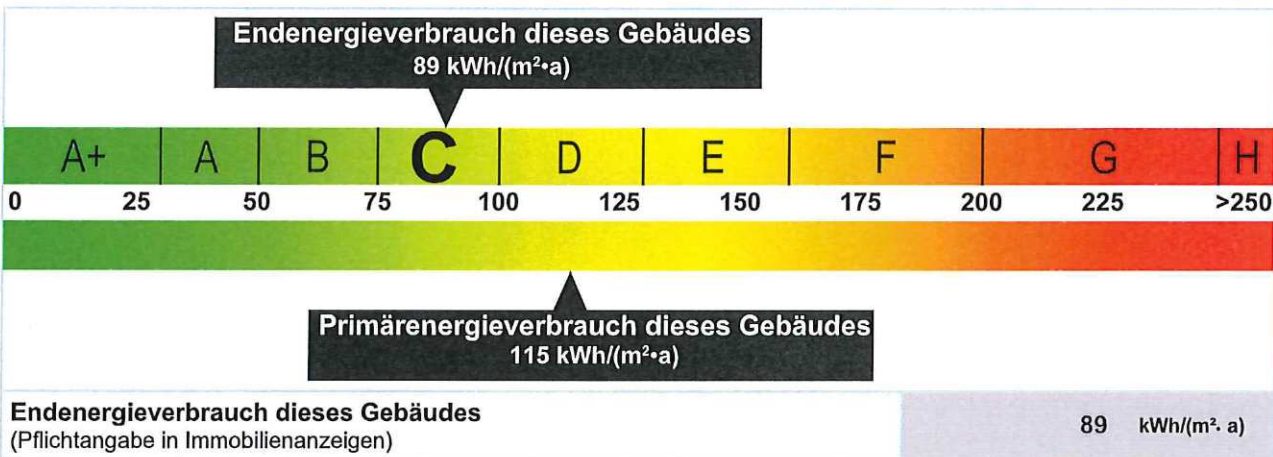 Endenergieverbrauch dieses Gebäudes
89 kWh/(m²•a)
A+ A B C D E F G H
0 25 50 75 100 125 150 175 200 225 >250
Primärenergieverbrauch dieses Gebäudes
115 kWh/(m²•a)
Endenergieverbrauch dieses Gebäudes
(Pflichtangabe in Immobilienanzeigen)
89 kWh/(m²· a)